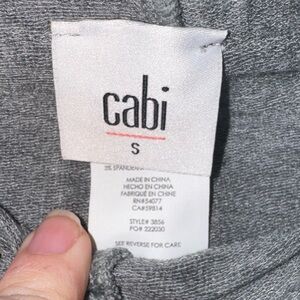 cabi
S
3% SPANDEX
MADE IN CHINA
HECHO EN CHINA
FABRIQUÉ EN CHINE
RN#54077
CA#59814
STYLE# 3856
PO# 222030
SEE REVERSE FOR CARE